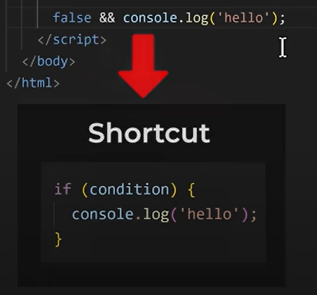 false && console.log('hello');
</script>
</body>
</html>
Shortcut
if (condition) {
console.log('hello');
}